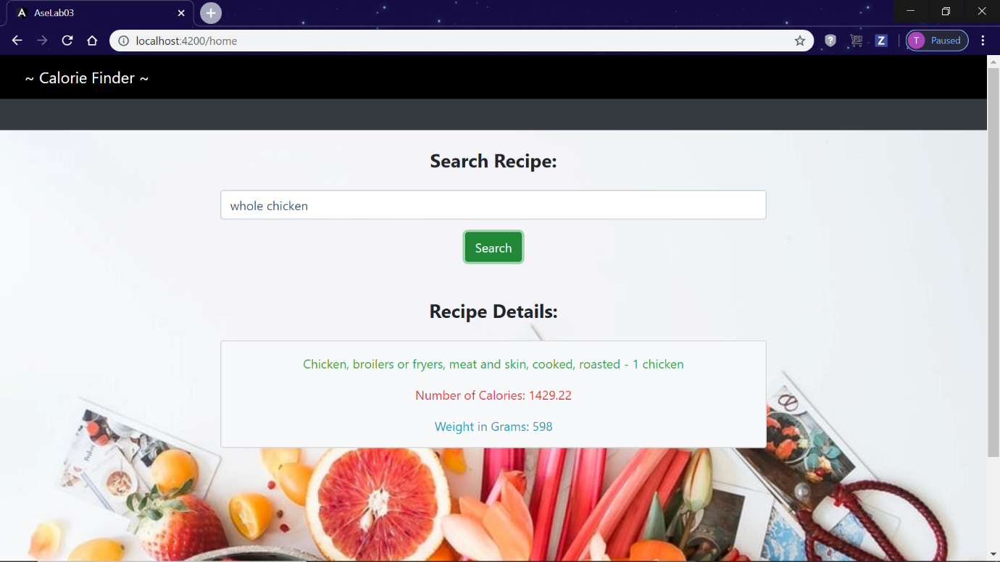 AseLab03
localhost:4200/home
Z
T Paused
~ Calorie Finder ~
Search Recipe:
whole chicken
Search
Recipe Details:
Chicken, broilers or fryers, meat and skin, cooked, roasted - 1 chicken
Number of Calories: 1429.22
Weight in Grams: 598